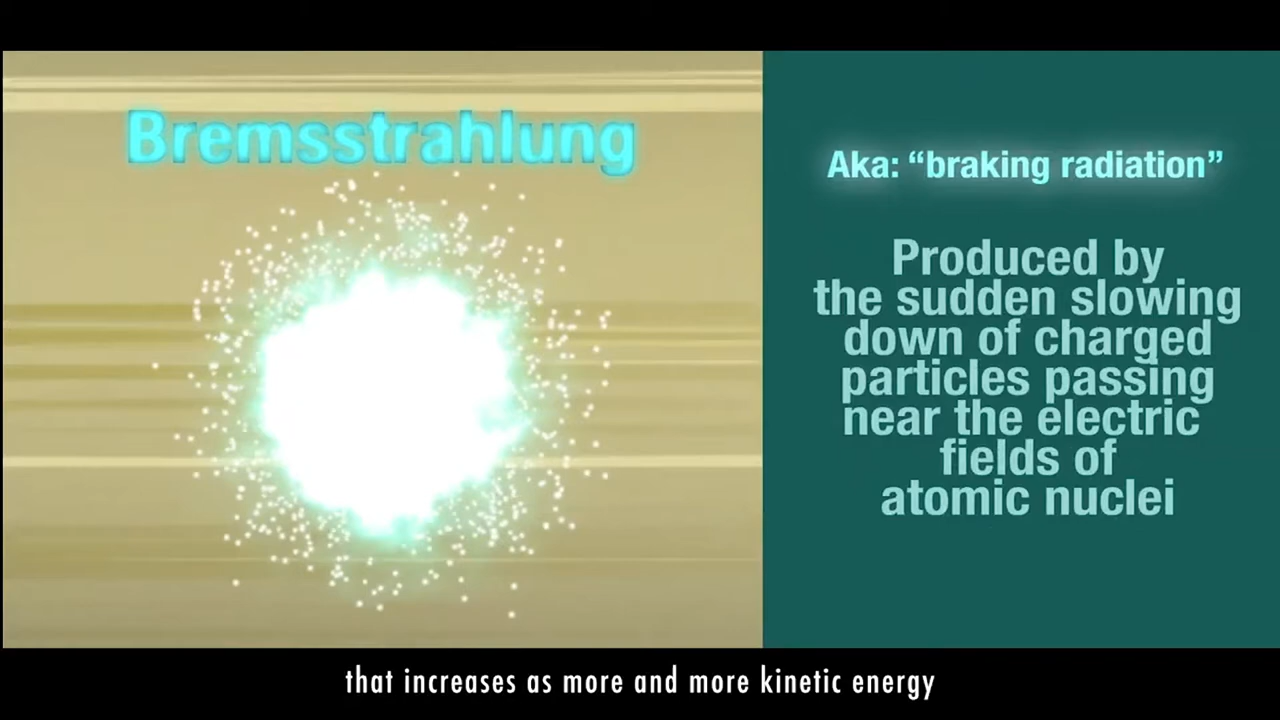 Bremsstrahlung
Aka: “braking radiation”
Produced by
the sudden slowing
down of charged
particles passing
near the electric
fields of
atomic nuclei
that increases as more and more kinetic energy